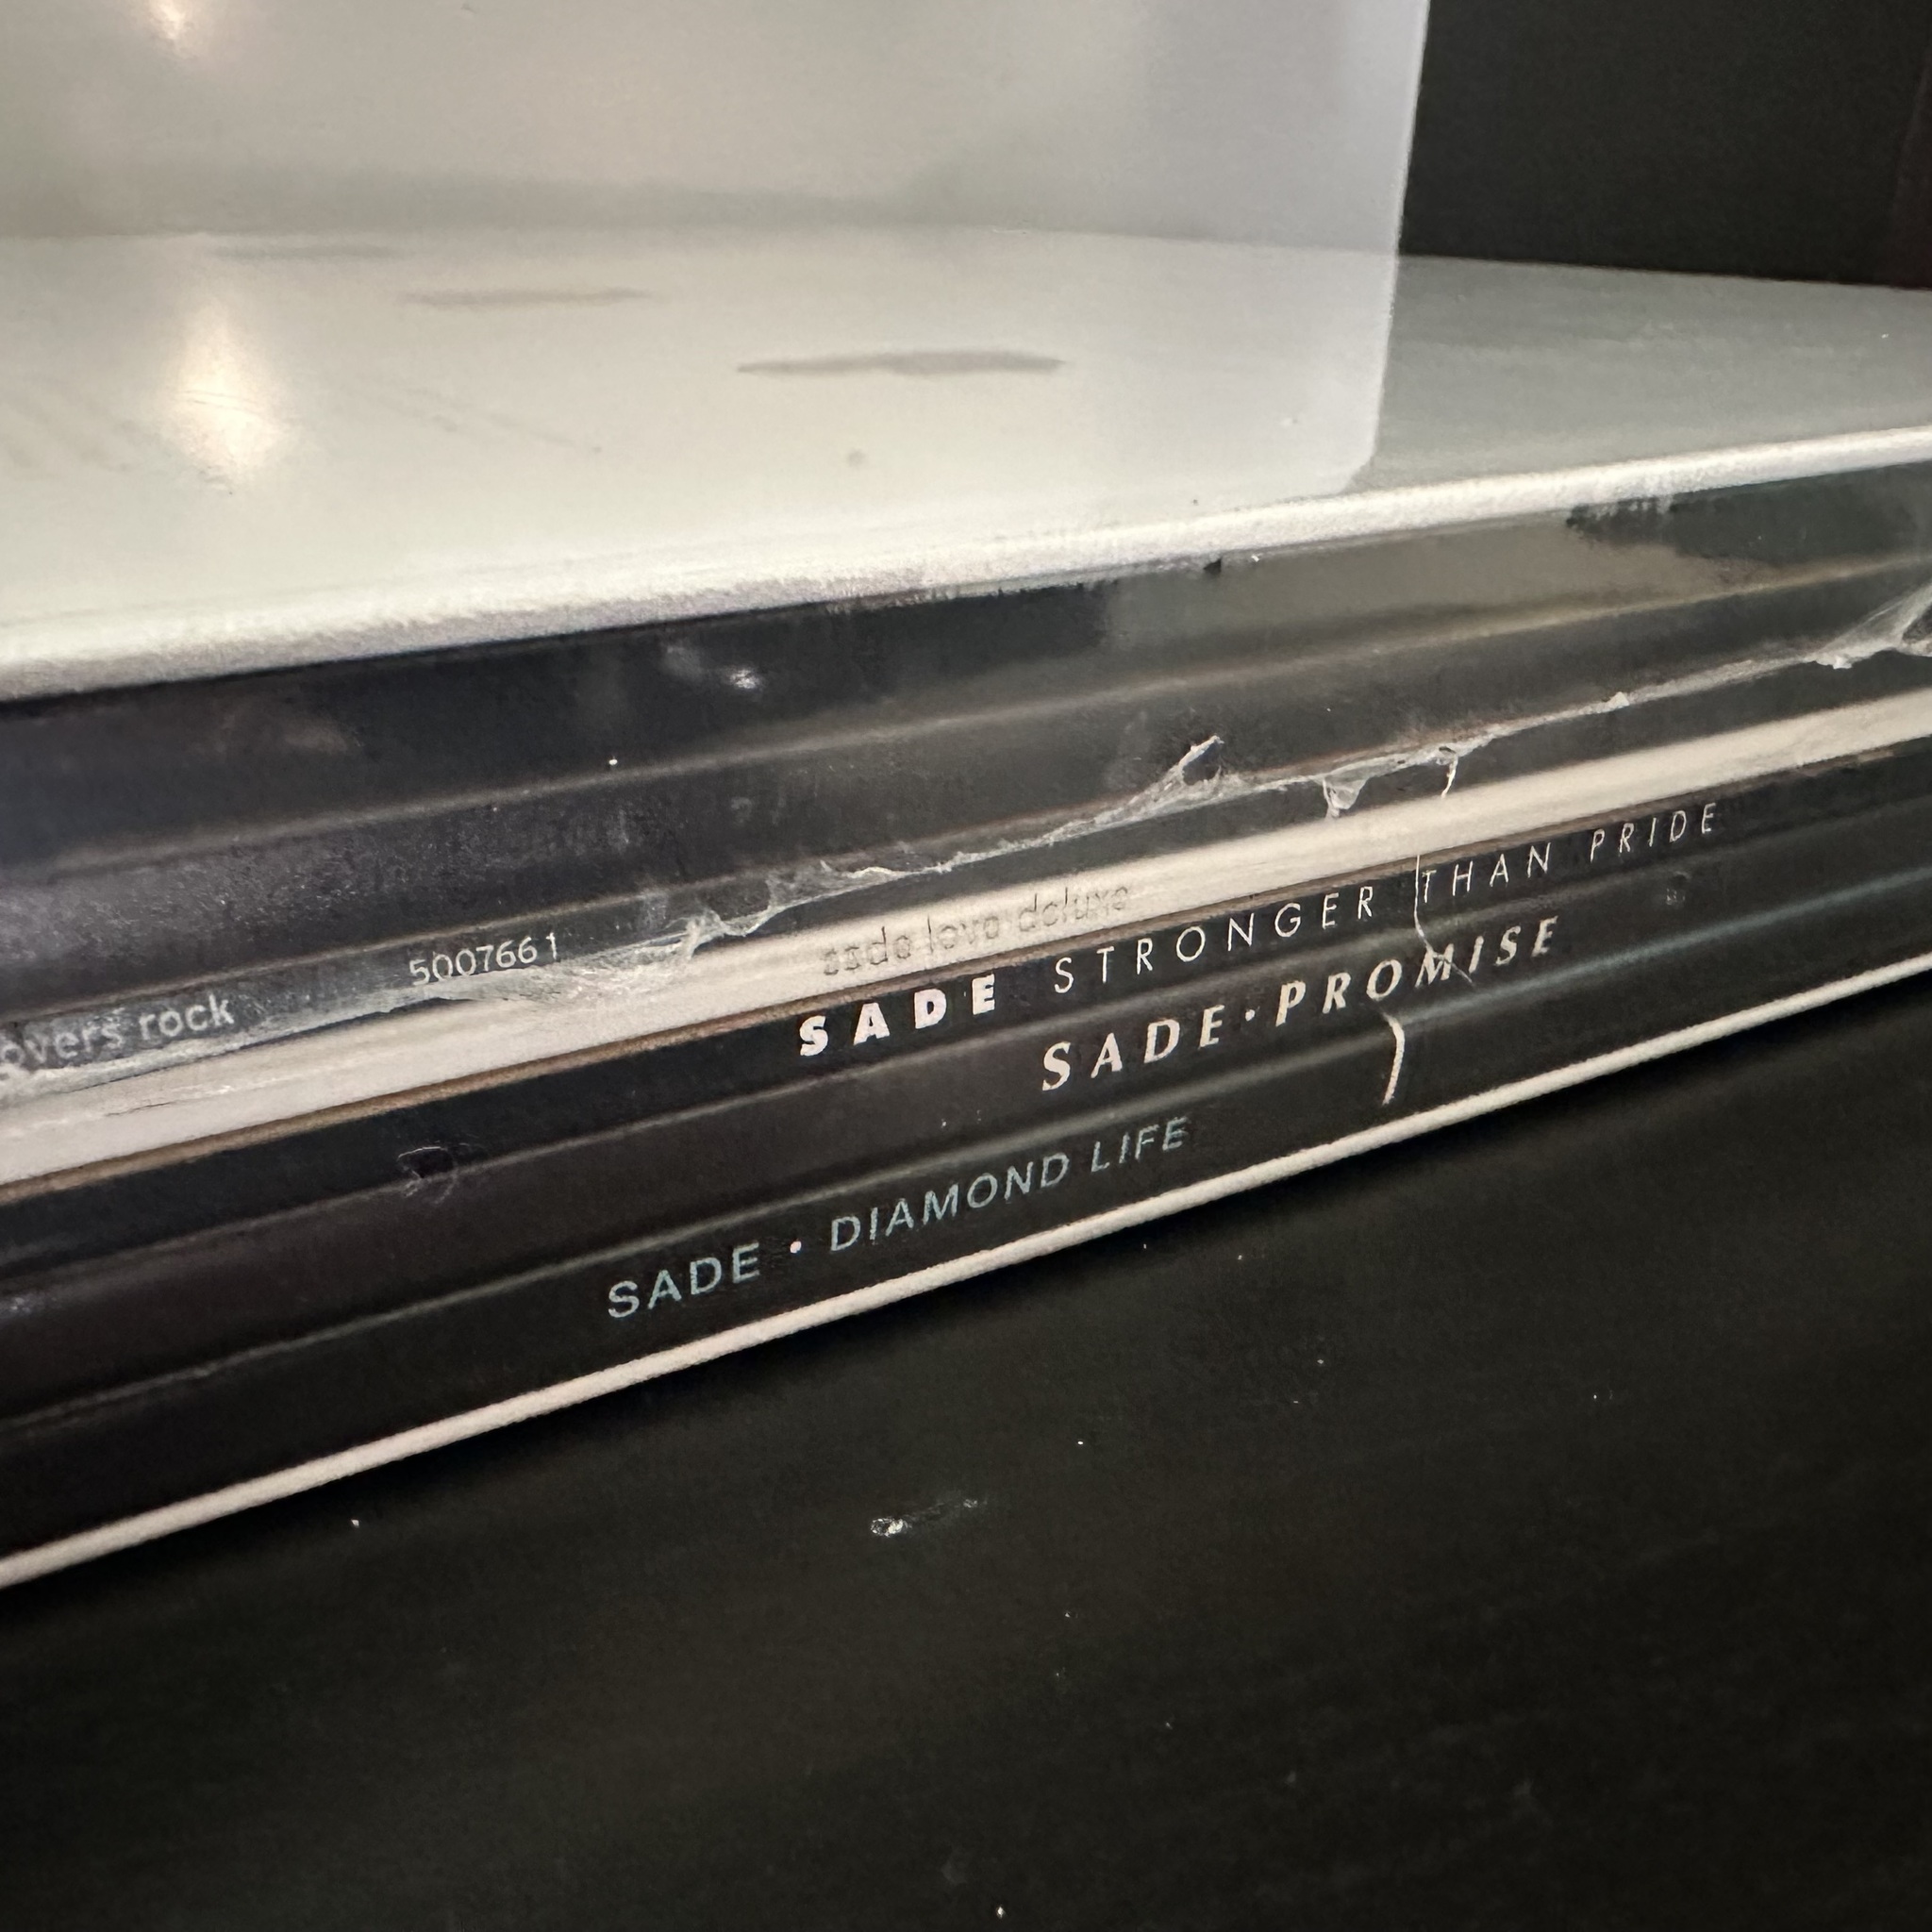 overs rock 5007661
sade love deluxe
SADE STRONGER THAN PRIDE
SADE·PROMISE
SADE • DIAMOND LIFE